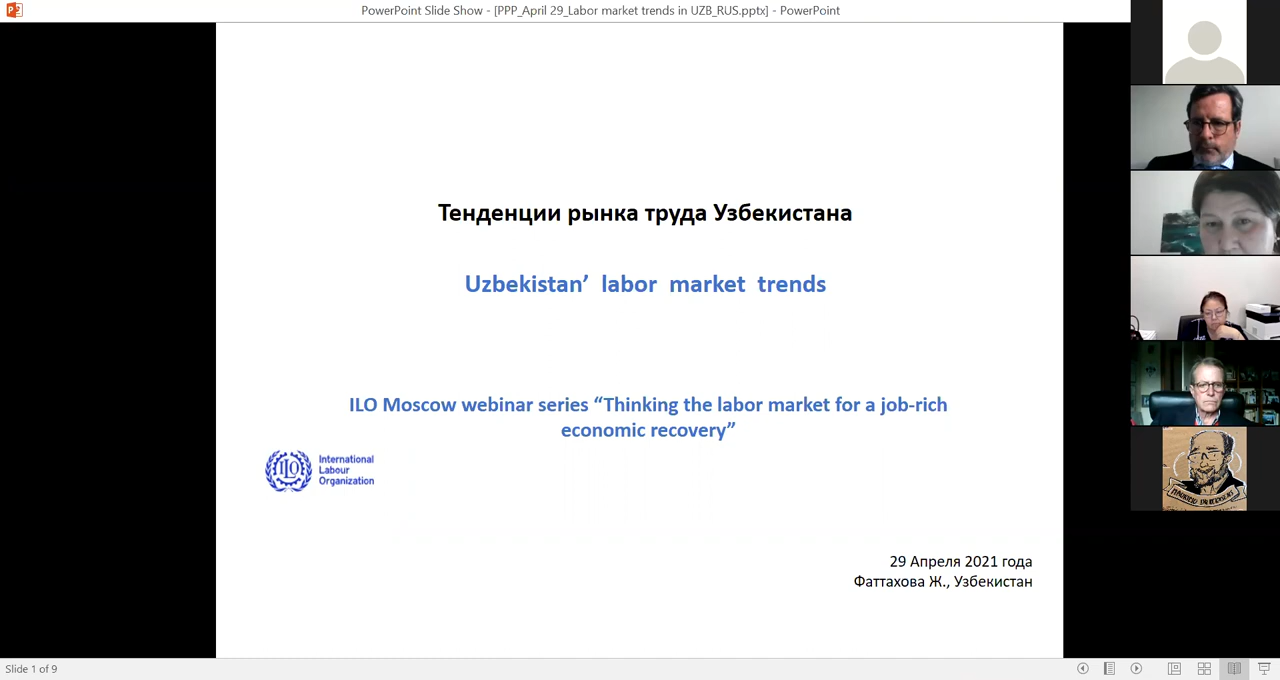 PowerPoint Slide Show - [PPP_April 29_Labor market trends in UZB_RUS.pptx] - PowerPoint
Тенденции рынка труда Узбекистана
Uzbekistan’ labor market trends
ILO Moscow webinar series “Thinking the labor market for a job-rich
economic recovery”
ILO
International
Labour
Organization
29 Апреля 2021 года
Фаттахова Ж., Узбекистан
Slide 1 of 9